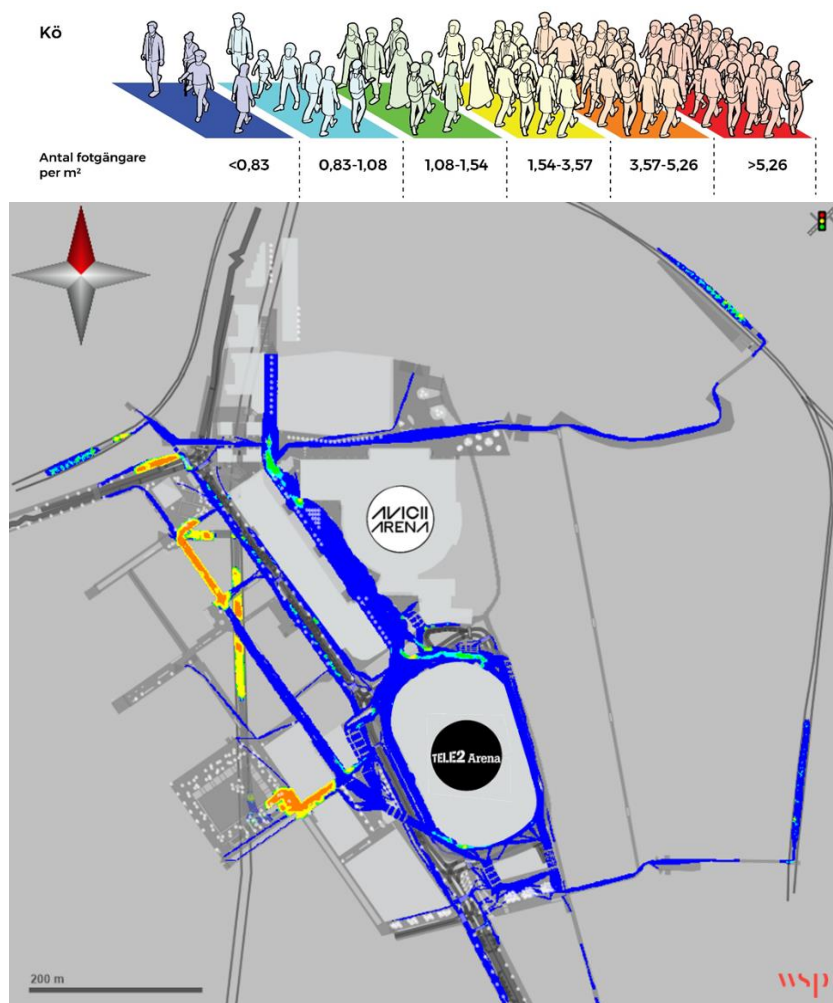 Kö
Antal fotgängare
per m²
<0,83
0,83-1,08
1,08-1,54
1,54-3,57
3,57-5,26
>5,26
AVICII
ARENA
TELE2 Arena
200 m
wsp